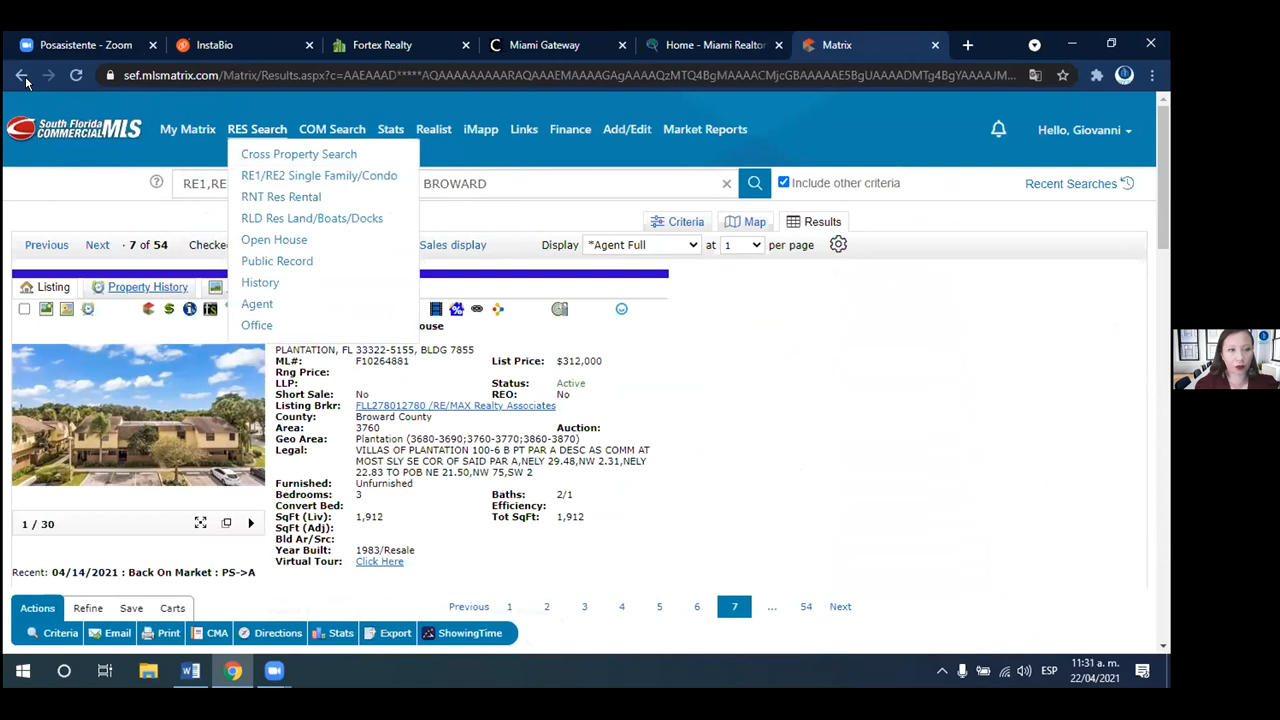 Posasistente - Zoom
InstaBio
Fortex Realty
Miami Gateway
Home - Miami Realtor
Matrix
sef.mlsmatrix.com/Matrix/Results.aspx?c=AAEAAAD*****AQAAAAAAAAARAQAAAEMAAAAGAgAAAAQzMTQ4BgMAAAACMjcGBAAAAAE5BgUAAAADMTg4BgYAAAAJM...
South Florida
COMMERCIAL MLS
My Matrix RES Search COM Search Stats Realist iMapp Links Finance Add/Edit Market Reports
Hello, Giovanni
Cross Property Search
RE1/RE2 Single Family/Condo
RNT Res Rental
RLD Res Land/Boats/Docks
Open House
Public Record
History
Agent
Office
RE1,RE
BROWARD
Include other criteria
Recent Searches
Criteria Map Results
Previous Next · 7 of 54 Checke
Sales display
Display *Agent Full at 1 per page
Listing Property History
ouse
PLANTATION, FL 33322-5155, BLDG 7855
ML#: F10264881 List Price: $312,000
Rng Price:
LLP: Status: Active
Short Sale: No REO: No
Listing Brkr: FLL278012780 /RE/MAX Realty Associates
County: Broward County
Area: 3760 Auction:
Geo Area: Plantation (3680-3690;3760-3770;3860-3870)
Legal: VILLAS OF PLANTATION 100-6 B PT PAR A DESC AS COMM AT
MOST SLY SE COR OF SAID PAR A,NELY 29.48,NW 2.31,NELY
22.83 TO POB NE 21.50,NW 75,SW 2
Furnished: Unfurnished
Bedrooms: 3 Baths: 2/1
Convert Bed: Efficiency:
SqFt (Liv): 1,912 Tot SqFt: 1,912
SqFt (Adj):
Bld Ar/Src:
Year Built: 1983/Resale
Virtual Tour: Click Here
1 / 30
Recent: 04/14/2021 : Back On Market : PS->A
Actions Refine Save Carts
Previous 1 2 3 4 5 6 7 ... 54 Next
Criteria Email Print CMA Directions Stats Export ShowingTime
ESP
11:31 a. m.
22/04/2021